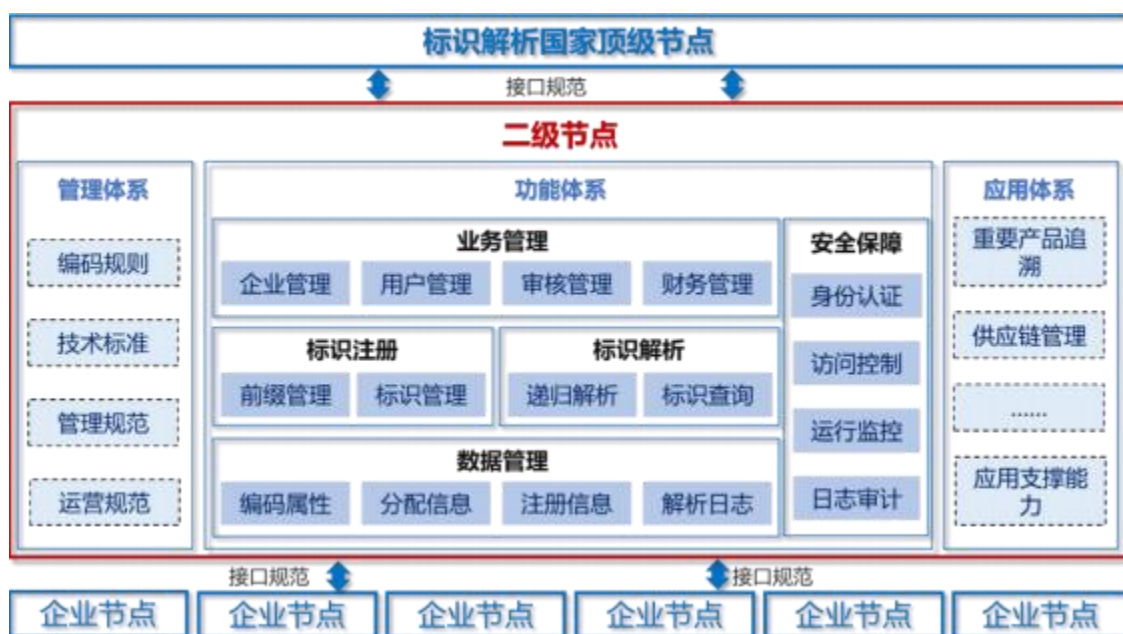 标识解析国家顶级节点
接口规范
二级节点
管理体系
编码规则
技术标准
管理规范
运营规范
功能体系
业务管理
企业管理 用户管理 审核管理 财务管理
标识注册
前缀管理 标识管理
标识解析
递归解析 标识查询
数据管理
编码属性 分配信息 注册信息 解析日志
安全保障
身份认证
访问控制
运行监控
日志审计
应用体系
重要产品追
溯
供应链管理
......
应用支撑能
力
接口规范 接口规范
企业节点 企业节点 企业节点 企业节点 企业节点 企业节点